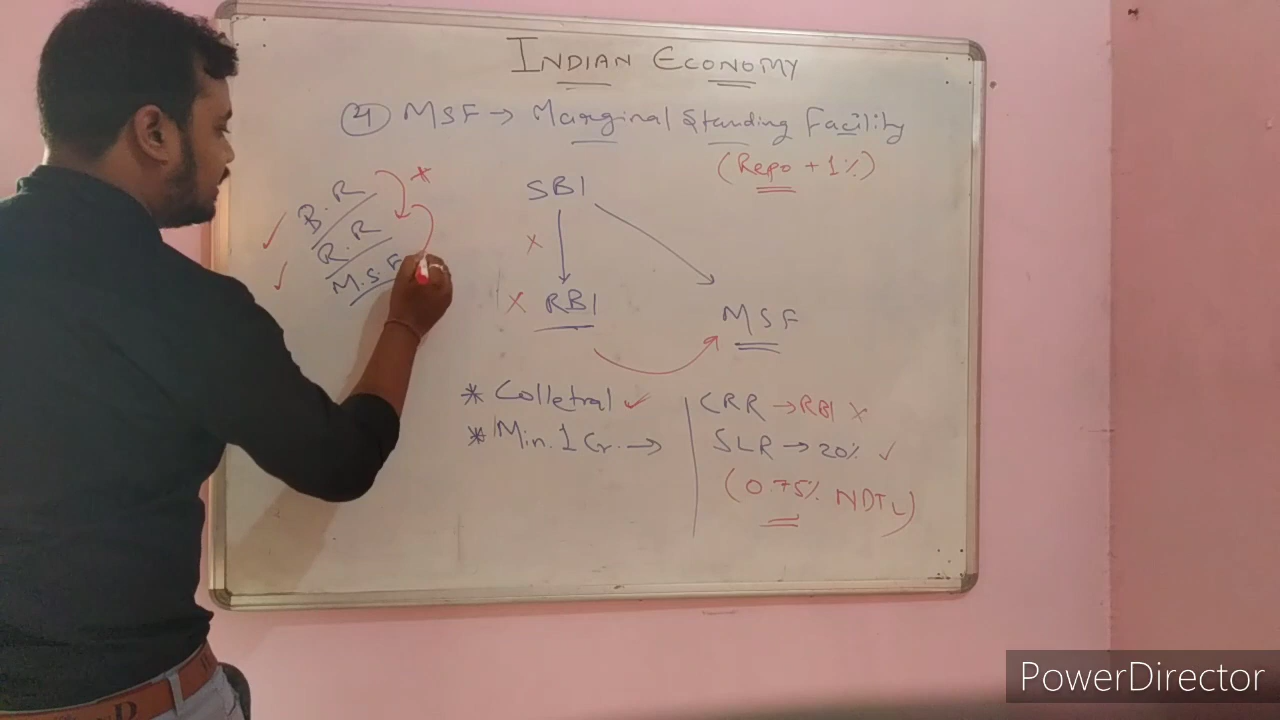 INDIAN ECONOMY
4 MSF → Marginal Standing Facility
(Repo + 1%)
B.R
R.R
M.S.F
SBI
RBI
MSF
* Colletral ✓
* Min. 1 Cr. →
CRR → RBI ×
SLR → 20% ✓
(0.75% NDTL)
PowerDirector